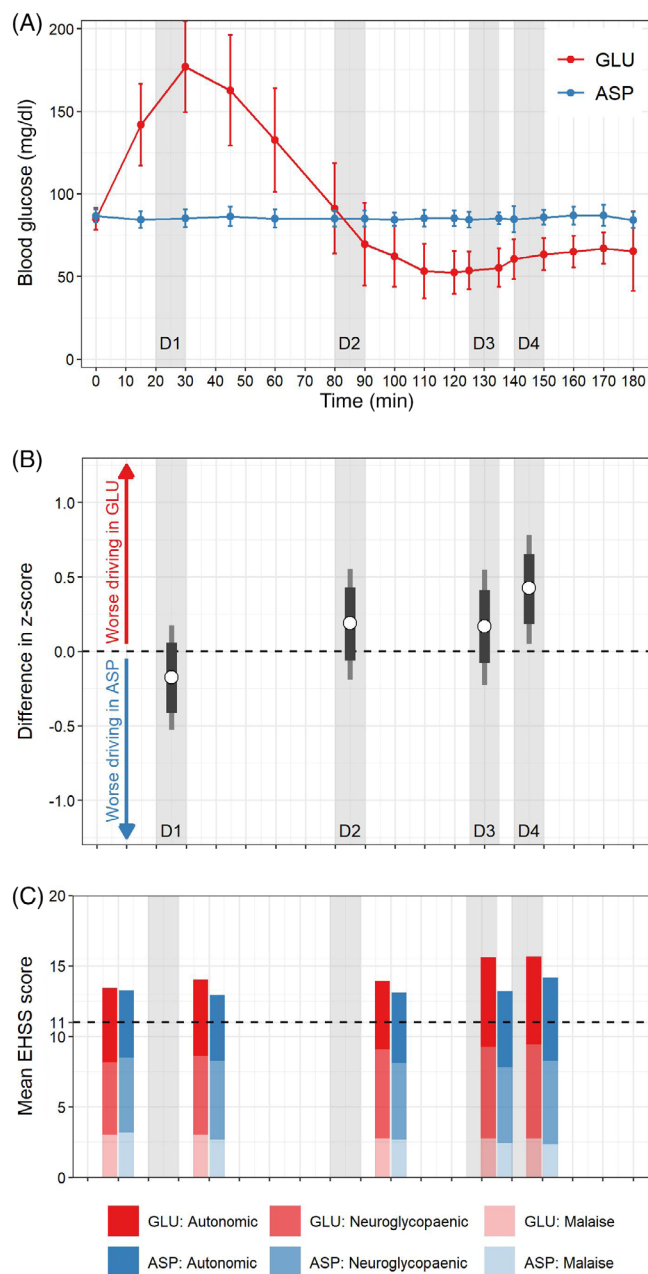 (A)
200
150
100
50
0
Blood glucose (mg/dl)
GLU
ASP
D1
D2
D3
D4
0 10 20 30 40 50 60 70 80 90 100 110 120 130 140 150 160 170 180
Time (min)
(B)
1.0
0.5
0.0
-0.5
-1.0
Difference in z-score
Worse driving in GLU
Worse driving in ASP
D1
D2
D3
D4
(C)
20
15
11
10
5
0
Mean EHSS score
GLU: Autonomic
GLU: Neuroglycopaenic
GLU: Malaise
ASP: Autonomic
ASP: Neuroglycopaenic
ASP: Malaise